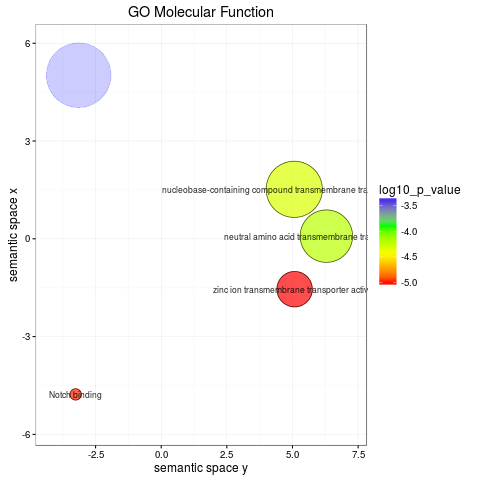 GO Molecular Function
6
3
0
-3
-6
semantic space x
nucleobase-containing compound transmembrane tra
neutral amino acid transmembrane tra
zinc ion transmembrane transporter activ
Notch binding
-2.5
0.0
2.5
5.0
7.5
semantic space y
log10_p_value
-3.5
-4.0
-4.5
-5.0